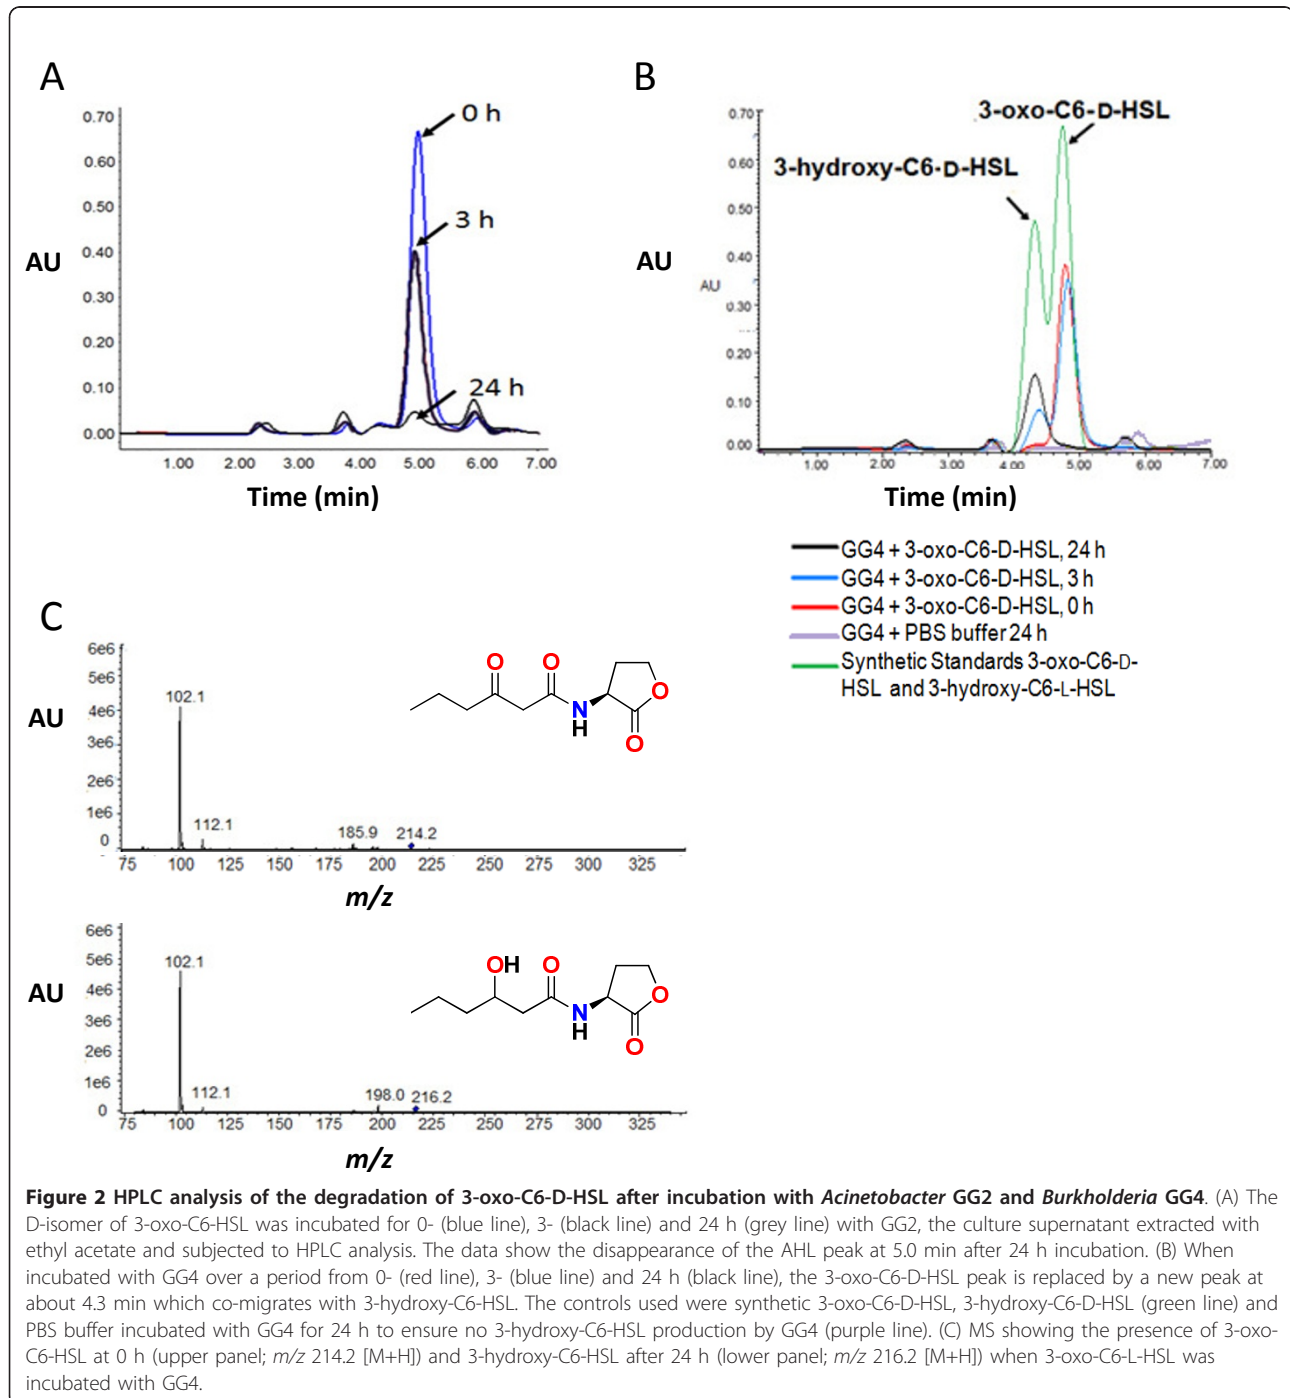 A
0.70
0.60
0.50
0.40
0.30
0.20
0.10
0.00
AU
0 h
3 h
24 h
1.00 2.00 3.00 4.00 5.00 6.00 7.00
Time (min)
B
3-oxo-C6-D-HSL
3-hydroxy-C6-D-HSL
0.70
0.60
0.50
0.40
0.30
0.20
0.10
0.00
AU
AU
1.00 2.00 3.00 4.00 5.00 6.00 7.00
Time (min)
GG4 + 3-oxo-C6-D-HSL, 24 h
GG4 + 3-oxo-C6-D-HSL, 3 h
GG4 + 3-oxo-C6-D-HSL, 0 h
GG4 + PBS buffer 24 h
Synthetic Standards 3-oxo-C6-D-
HSL and 3-hydroxy-C6-L-HSL
C
6e6
5e6
4e6
3e6
2e6
1e6
0
AU
102.1
112.1
185.9
214.2
O O
N
H
O
O
75 100 125 150 175 200 225 250 275 300 325
m/z
6e6
5e6
4e6
3e6
2e6
1e6
0
AU
102.1
112.1
198.0 216.2
OH O
N
H
O
O
75 100 125 150 175 200 225 250 275 300 325
m/z
Figure 2 HPLC analysis of the degradation of 3-oxo-C6-D-HSL after incubation with Acinetobacter GG2 and Burkholderia GG4. (A) The
D-isomer of 3-oxo-C6-HSL was incubated for 0- (blue line), 3- (black line) and 24 h (grey line) with GG2, the culture supernatant extracted with
ethyl acetate and subjected to HPLC analysis. The data show the disappearance of the AHL peak at 5.0 min after 24 h incubation. (B) When
incubated with GG4 over a period from 0- (red line), 3- (blue line) and 24 h (black line), the 3-oxo-C6-D-HSL peak is replaced by a new peak at
about 4.3 min which co-migrates with 3-hydroxy-C6-HSL. The controls used were synthetic 3-oxo-C6-D-HSL, 3-hydroxy-C6-D-HSL (green line) and
PBS buffer incubated with GG4 for 24 h to ensure no 3-hydroxy-C6-HSL production by GG4 (purple line). (C) MS showing the presence of 3-oxo-
C6-HSL at 0 h (upper panel; m/z 214.2 [M+H]) and 3-hydroxy-C6-HSL after 24 h (lower panel; m/z 216.2 [M+H]) when 3-oxo-C6-L-HSL was
incubated with GG4.